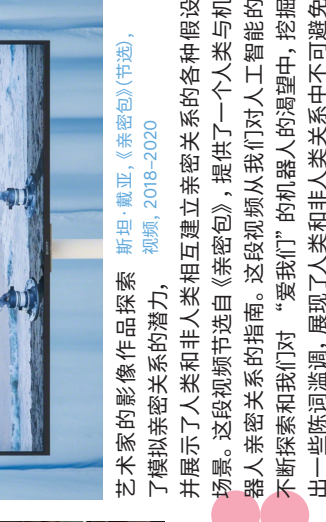 斯坦·戴亚,《亲密包》(节选),
视频, 2018–2020
艺术家的影像作品探索
了模拟亲密关系的潜力,
并展示了人类和非人类相互建立亲密关系的各种假设
场景。这段视频节选自《亲密包》, 提供了一个人类与机
器人亲密关系的指南。这段视频从我们对人工智能的
不断探索和我们对“爱我们”的机器人的渴望中, 挖掘
出一些陈词滥调, 展现了人类和非人类关系中不可避免